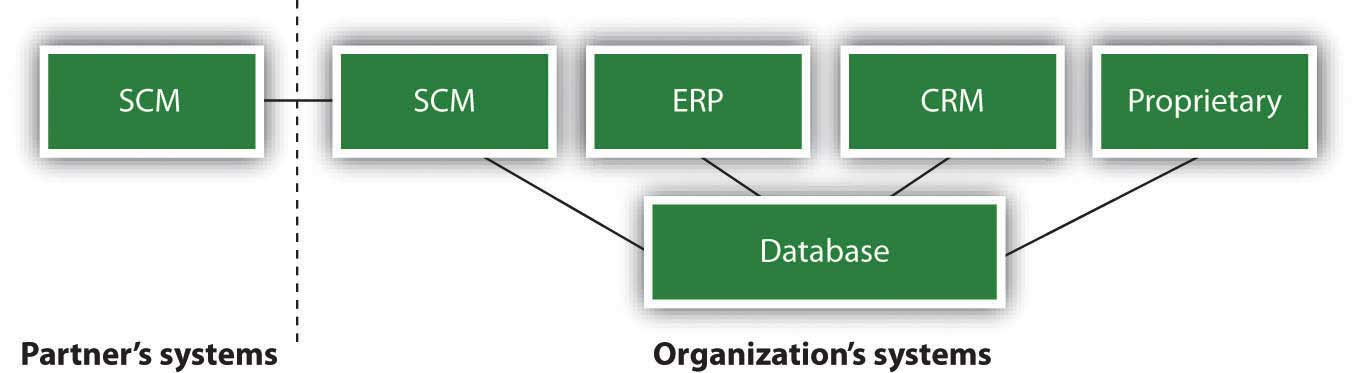 SCM
SCM
ERP
CRM
Proprietary
Database
Partner’s systems
Organization’s systems